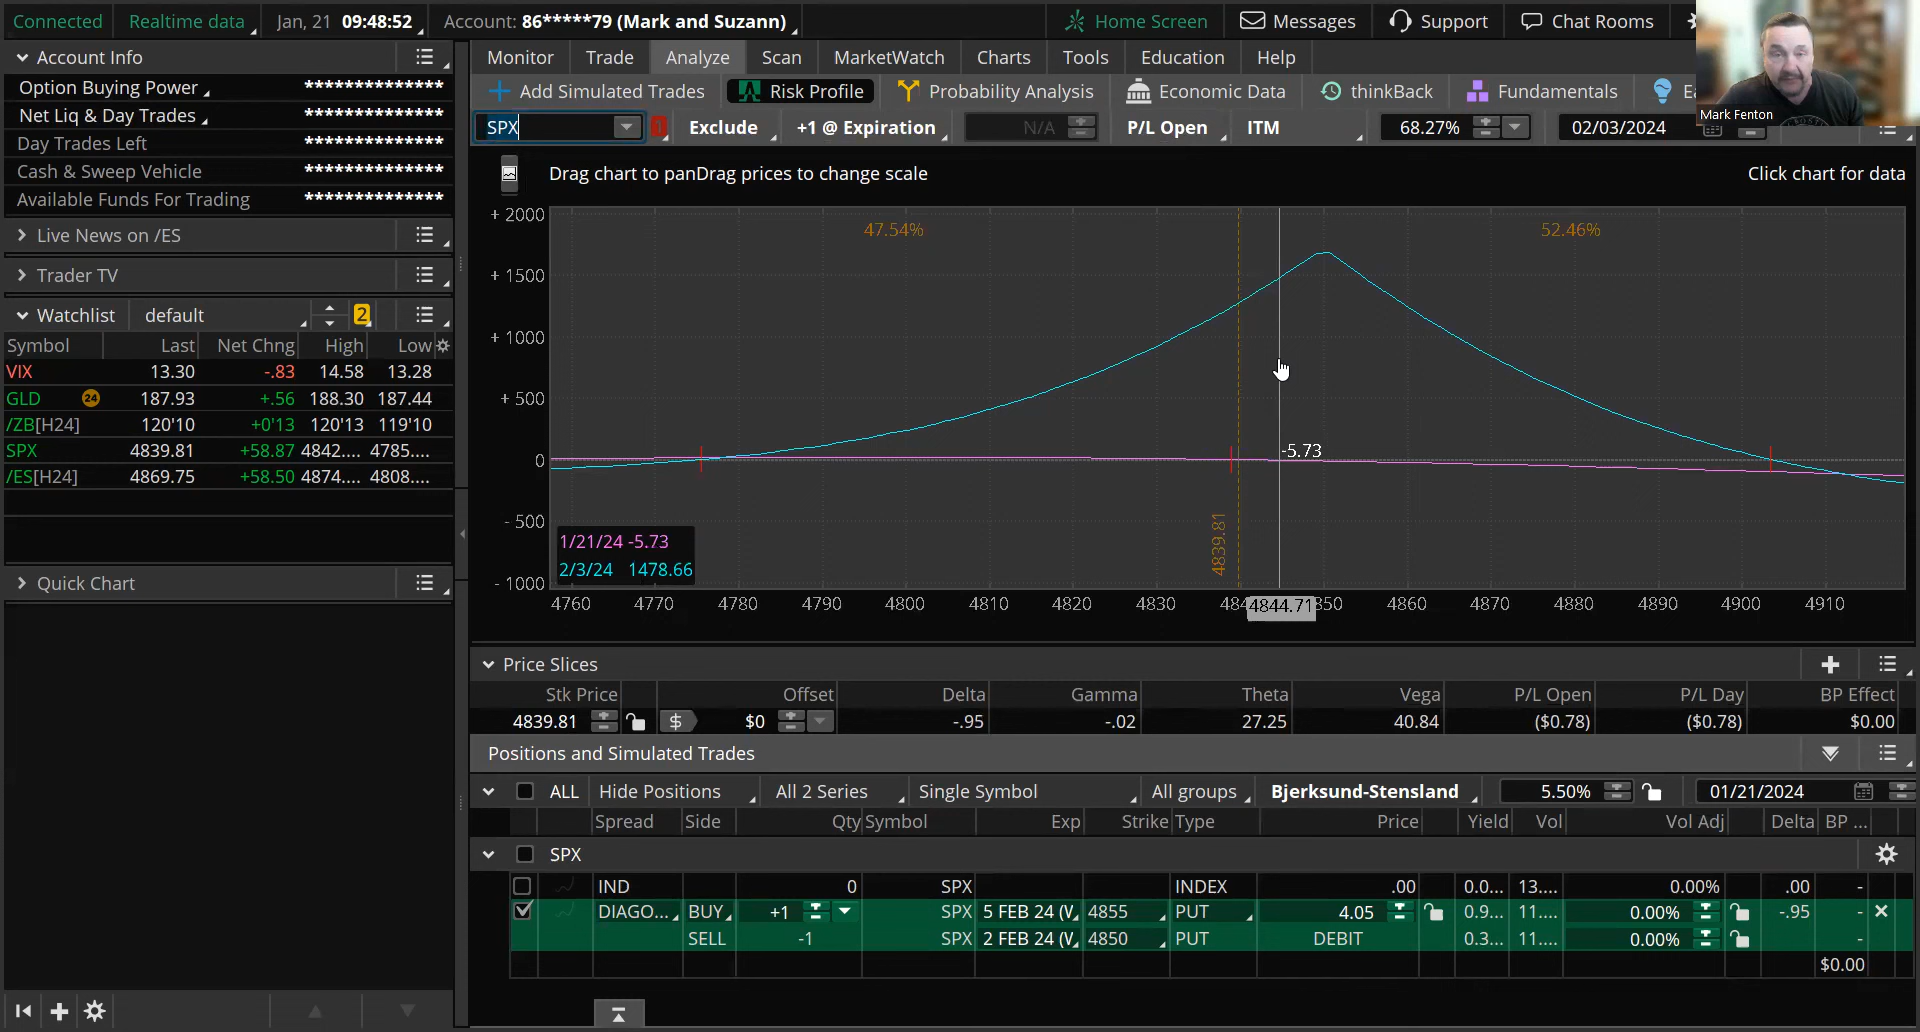 Connected Realtime data Jan, 21 09:48:52 Account: 86*****79 (Mark and Suzann) Home Screen Messages Support Chat Rooms
Account Info
Option Buying Power **************
Net Liq & Day Trades **************
Day Trades Left **************
Cash & Sweep Vehicle **************
Available Funds For Trading **************
Live News on /ES
Trader TV
Watchlist default 2
Symbol Last Net Chng High Low
VIX 13.30 -.83 14.58 13.28
GLD 24 187.93 +.56 188.30 187.44
/ZB[H24] 120'10 +0'13 120'13 119'10
SPX 4839.81 +58.87 4842.... 4785....
/ES[H24] 4869.75 +58.50 4874.... 4808....
Quick Chart
Monitor Trade Analyze Scan MarketWatch Charts Tools Education Help
Add Simulated Trades Risk Profile Probability Analysis Economic Data thinkBack Fundamentals Ea
Mark Fenton
SPX Exclude +1 @ Expiration N/A P/L Open ITM 68.27% 02/03/2024
Drag chart to panDrag prices to change scale Click chart for data
+ 2000
+ 1500
+ 1000
+ 500
0
- 500
- 1000
47.54% 52.46%
-5.73
4839.81
1/21/24 -5.73
2/3/24 1478.66
4760 4770 4780 4790 4800 4810 4820 4830 484 4844.71 850 4860 4870 4880 4890 4900 4910
Price Slices
Stk Price Offset Delta Gamma Theta Vega P/L Open P/L Day BP Effect
4839.81 $ $0 -.95 -.02 27.25 40.84 ($0.78) ($0.78) $0.00
Positions and Simulated Trades
ALL Hide Positions All 2 Series Single Symbol All groups Bjerksund-Stensland 5.50% 01/21/2024
Spread Side Qty Symbol Exp Strike Type Price Yield Vol Vol Adj Delta BP ...
SPX
IND 0 SPX INDEX .00 0.0... 13.... 0.00% .00 -
DIAGO... BUY +1 SPX 5 FEB 24 (V 4855 PUT 4.05 0.9... 11.... 0.00% -.95 -
SELL -1 SPX 2 FEB 24 (V 4850 PUT DEBIT 0.3... 11.... 0.00% -
$0.00